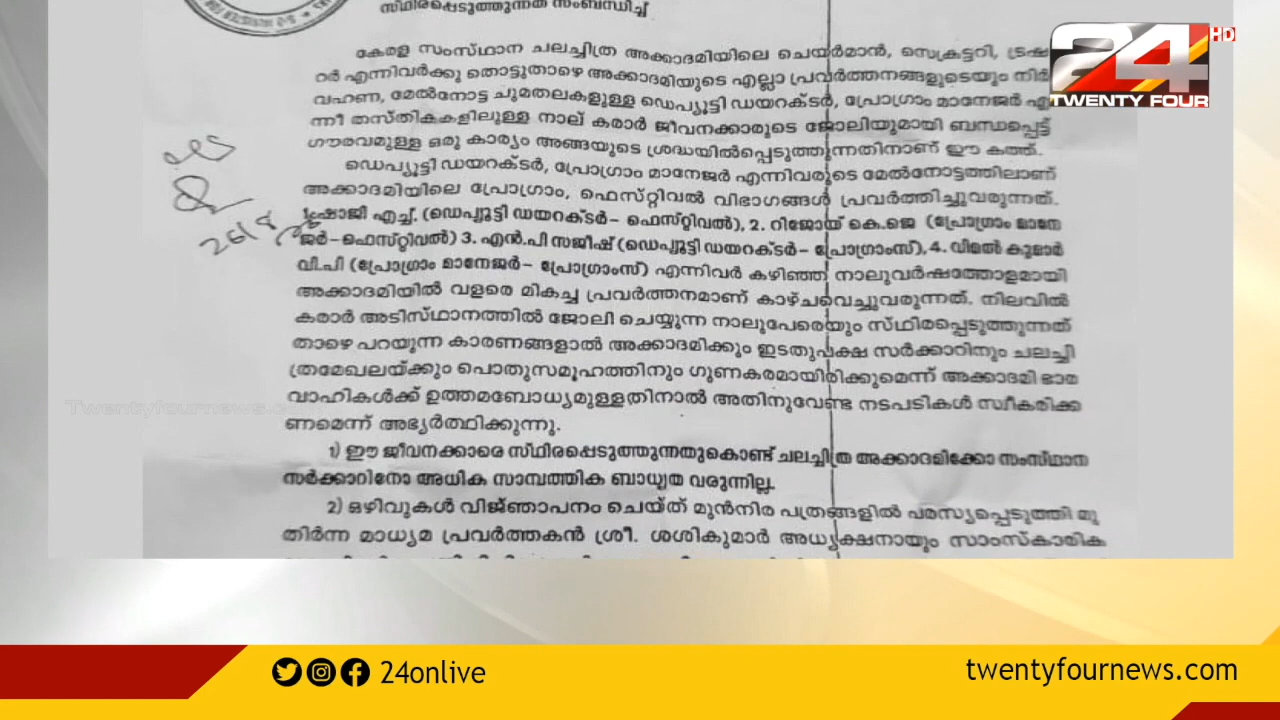 സ്ഥിരപ്പെടുത്തുന്നത് സംബന്ധിച്ച്
കേരള സംസ്ഥാന ചലച്ചിത്ര അക്കാദമിയിലെ ചെയർമാൻ, സെക്രട്ടറി, ട്രഷ
റർ എന്നിവർക്കു തൊട്ടുതാഴെ അക്കാദമിയുടെ എല്ലാ പ്രവർത്തനങ്ങളുടെയും നിർ
വഹണ, മേൽനോട്ട ചുമതലകളുള്ള ഡെപ്യൂട്ടി ഡയറക്ടർ, പ്രോഗ്രാം മാനേജർ എ
ന്നീ തസ്തികകളിലുള്ള നാല് കരാർ ജീവനക്കാരുടെ ജോലിയുമായി ബന്ധപ്പെട്ട്
ഗൗരവമുള്ള ഒരു കാര്യം അങ്ങയുടെ ശ്രദ്ധയിൽപ്പെടുത്തുന്നതിനാണ് ഈ കത്ത്.
ഡെപ്യൂട്ടി ഡയറക്ടർ, പ്രോഗ്രാം മാനേജർ എന്നിവരുടെ മേൽനോട്ടത്തിലാണ്
അക്കാദമിയിലെ പ്രോഗ്രാം, ഫെസ്റ്റിവൽ വിഭാഗങ്ങൾ പ്രവർത്തിച്ചുവരുന്നത്.
ഷാജി എച്ച്. (ഡെപ്യൂട്ടി ഡയറക്ടർ- ഫെസ്റ്റിവൽ), 2. റിജോയ് കെ.ജെ (പ്രോഗ്രാം മാനേ
ജർ-ഫെസ്റ്റിവൽ) 3. എൻ.പി സജീഷ് (ഡെപ്യൂട്ടി ഡയറക്ടർ- പ്രോഗ്രാംസ്), 4. വിമൽ കുമാർ
വി.പി (പ്രോഗ്രാം മാനേജർ- പ്രോഗ്രാംസ്) എന്നിവർ കഴിഞ്ഞ നാലുവർഷത്തോളമായി
അക്കാദമിയിൽ വളരെ മികച്ച പ്രവർത്തനമാണ് കാഴ്ചവെച്ചുവരുന്നത്. നിലവിൽ
കരാർ അടിസ്ഥാനത്തിൽ ജോലി ചെയ്യുന്ന നാലുപേരെയും സ്ഥിരപ്പെടുത്തുന്നത്
താഴെ പറയുന്ന കാരണങ്ങളാൽ അക്കാദമിക്കും ഇടതുപക്ഷ സർക്കാറിനും ചലച്ചി
ത്രമേഖലയ്ക്കും പൊതുസമൂഹത്തിനും ഗുണകരമായിരിക്കുമെന്ന് അക്കാദമി ഭാര
വാഹികൾക്ക് ഉത്തമബോധ്യമുള്ളതിനാൽ അതിനുവേണ്ട നടപടികൾ സ്വീകരിക്ക
ണമെന്ന് അഭ്യർത്ഥിക്കുന്നു.
1) ഈ ജീവനക്കാരെ സ്ഥിരപ്പെടുത്തുന്നതുകൊണ്ട് ചലച്ചിത്ര അക്കാദമിക്കോ സംസ്ഥാന
സർക്കാറിനോ അധിക സാമ്പത്തിക ബാധ്യത വരുന്നില്ല.
2) ഒഴിവുകൾ വിജ്ഞാപനം ചെയ്ത് മുൻനിര പത്രങ്ങളിൽ പരസ്യപ്പെടുത്തി മു
തിർന്ന മാധ്യമ പ്രവർത്തകൻ ശ്രീ. ശശികുമാർ അധ്യക്ഷനായും സാംസ്കാരിക
26/8
24 HD
TWENTY FOUR
Twentyfournews.com
24onlive
twentyfournews.com